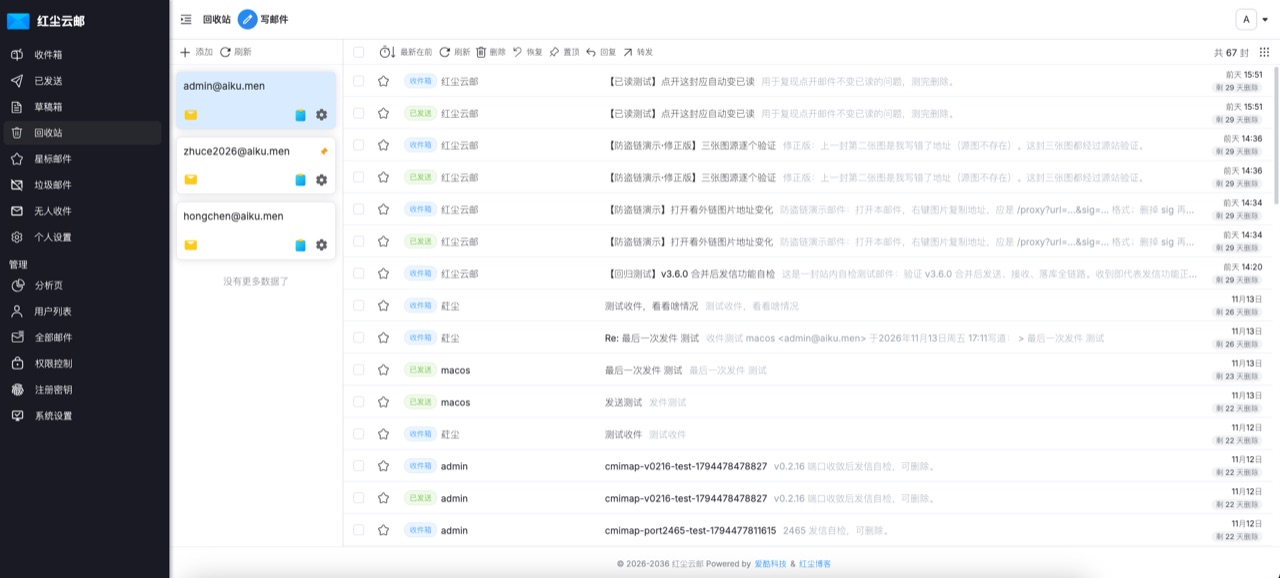 红尘云邮
收件箱
已发送
草稿箱
回收站
星标邮件
垃圾邮件
无人收件
个人设置
管理
分析页
用户列表
全部邮件
权限控制
注册密钥
系统设置
回收站 写邮件
A
添加 刷新
admin@aiku.men
zhuce2026@aiku.men
hongchen@aiku.men
没有更多数据了
最新在前 刷新 删除 恢复 置顶 回复 转发
共 67 封
收件箱 红尘云邮 【已读测试】点开这封应自动变已读 用于复现点开邮件不变已读的问题，测完删除。 前天 15:51
剩 29 天删除
已发送 红尘云邮 【已读测试】点开这封应自动变已读 用于复现点开邮件不变已读的问题，测完删除。 前天 15:51
剩 29 天删除
收件箱 红尘云邮 【防盗链演示·修正版】三张图源逐个验证 修正版：上一封第二张图是我写错了地址（源图不存在）。这封三张图都经过源站验证。 前天 14:36
剩 29 天删除
已发送 红尘云邮 【防盗链演示·修正版】三张图源逐个验证 修正版：上一封第二张图是我写错了地址（源图不存在）。这封三张图都经过源站验证。 前天 14:36
剩 29 天删除
收件箱 红尘云邮 【防盗链演示】打开看外链图片地址变化 防盗链演示邮件：打开本邮件，右键图片复制地址，应是 /proxy?url=...&sig=... 格式；删掉 sig 再... 前天 14:34
剩 29 天删除
已发送 红尘云邮 【防盗链演示】打开看外链图片地址变化 防盗链演示邮件：打开本邮件，右键图片复制地址，应是 /proxy?url=...&sig=... 格式；删掉 sig 再... 前天 14:34
剩 29 天删除
收件箱 红尘云邮 【回归测试】v3.6.0 合并后发信功能自检 这是一封站内自检测试邮件：验证 v3.6.0 合并后发送、接收、落库全链路。收到即代表发信功能正... 前天 14:20
剩 29 天删除
收件箱 测试收件，看看啥情况 测试收件，看看啥情况 11月13日
剩 26 天删除
收件箱 Re: 最后一次发件 测试 收件测试 macos <admin@aiku.men> 于2026年11月13日周五 17:11写道： > 最后一次发件 测试 11月13日
剩 26 天删除
已发送 macos 最后一次发件 测试 最后一次发件 测试 11月13日
剩 23 天删除
已发送 macos 发送测试 发件测试 11月13日
剩 22 天删除
收件箱 测试收件 测试收件 11月12日
剩 22 天删除
收件箱 admin cmimap-v0216-test-1794478478827 v0.2.16 端口收敛后发信自检，可删除。 11月12日
剩 22 天删除
已发送 admin cmimap-v0216-test-1794478478827 v0.2.16 端口收敛后发信自检，可删除。 11月12日
剩 22 天删除
收件箱 admin cmimap-port2465-test-1794477811615 2465 发信自检，可删除。 11月12日
剩 22 天删除
© 2026-2036 红尘云邮 Powered by 爱酷科技 & 红尘博客